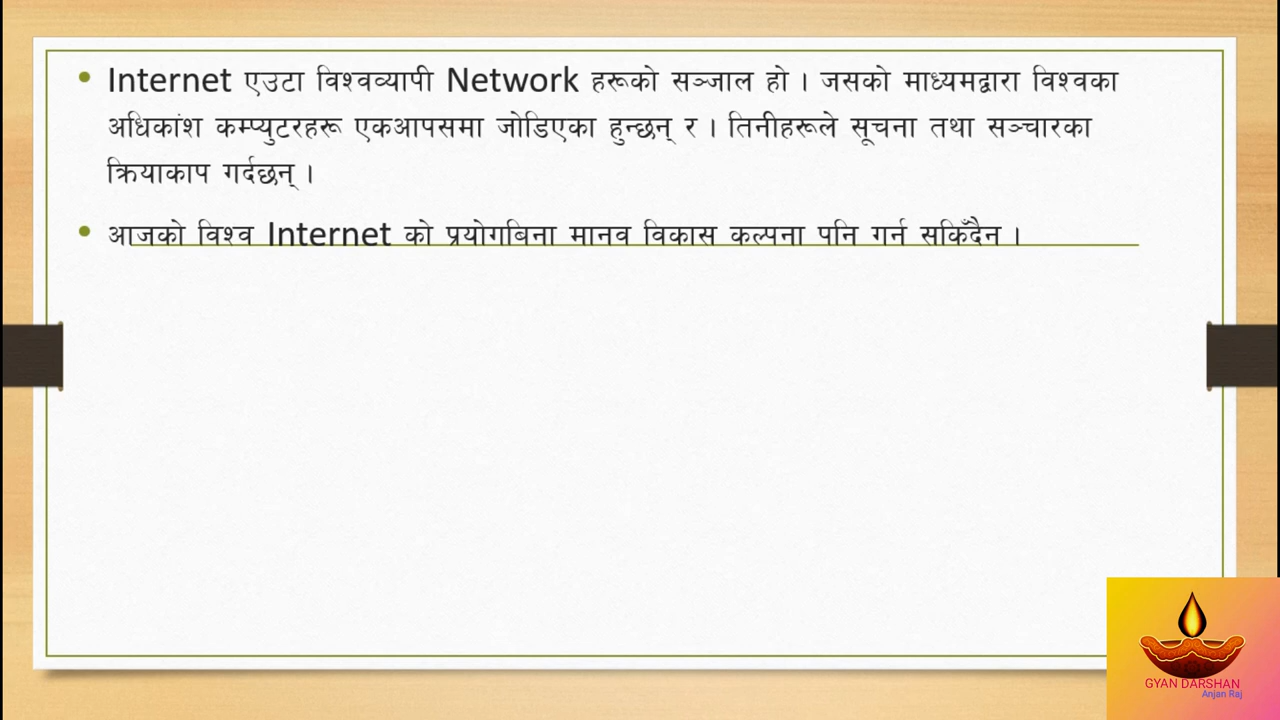 • Internet एउटा विश्वव्यापी Network हरूको सञ्जाल हो । जसको माध्यमद्वारा विश्वका
अधिकांश कम्प्युटरहरू एकआपसमा जोडिएका हुन्छन् र । तिनीहरूले सूचना तथा सञ्चारका
क्रियाकाप गर्दछन् ।
• आजको विश्व Internet को प्रयोगबिना मानव विकास कल्पना पनि गर्न सकिँदैन ।
GYAN DARSHAN
Anjan Raj